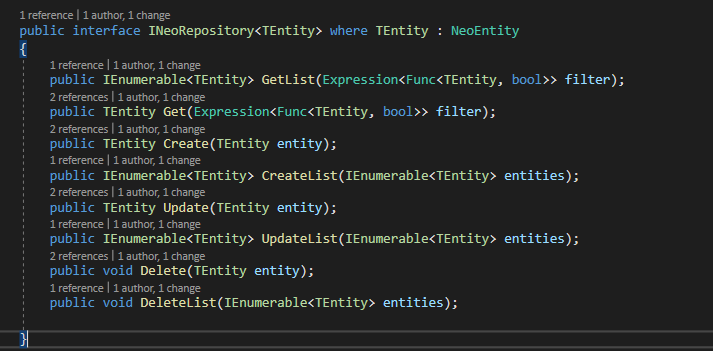 1 reference | 1 author, 1 change
public interface INeoRepository<TEntity> where TEntity : NeoEntity
{
1 reference | 1 author, 1 change
public IEnumerable<TEntity> GetList(Expression<Func<TEntity, bool>> filter);
2 references | 1 author, 1 change
public TEntity Get(Expression<Func<TEntity, bool>> filter);
2 references | 1 author, 1 change
public TEntity Create(TEntity entity);
1 reference | 1 author, 1 change
public IEnumerable<TEntity> CreateList(IEnumerable<TEntity> entities);
2 references | 1 author, 1 change
public TEntity Update(TEntity entity);
1 reference | 1 author, 1 change
public IEnumerable<TEntity> UpdateList(IEnumerable<TEntity> entities);
2 references | 1 author, 1 change
public void Delete(TEntity entity);
1 reference | 1 author, 1 change
public void DeleteList(IEnumerable<TEntity> entities);
}